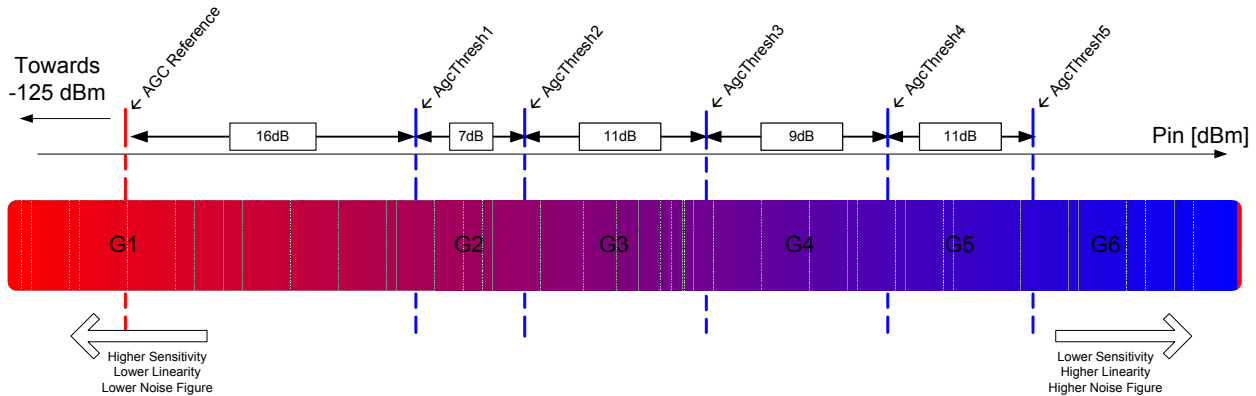 Towards
-125 dBm
← AGC Reference
← AgcThresh1
← AgcThresh2
← AgcThresh3
← AgcThresh4
← AgcThresh5
16dB
7dB
11dB
9dB
11dB
Pin [dBm]
G1
G2
G3
G4
G5
G6
Higher Sensitivity
Lower Linearity
Lower Noise Figure
Lower Sensitivity
Higher Linearity
Higher Noise Figure